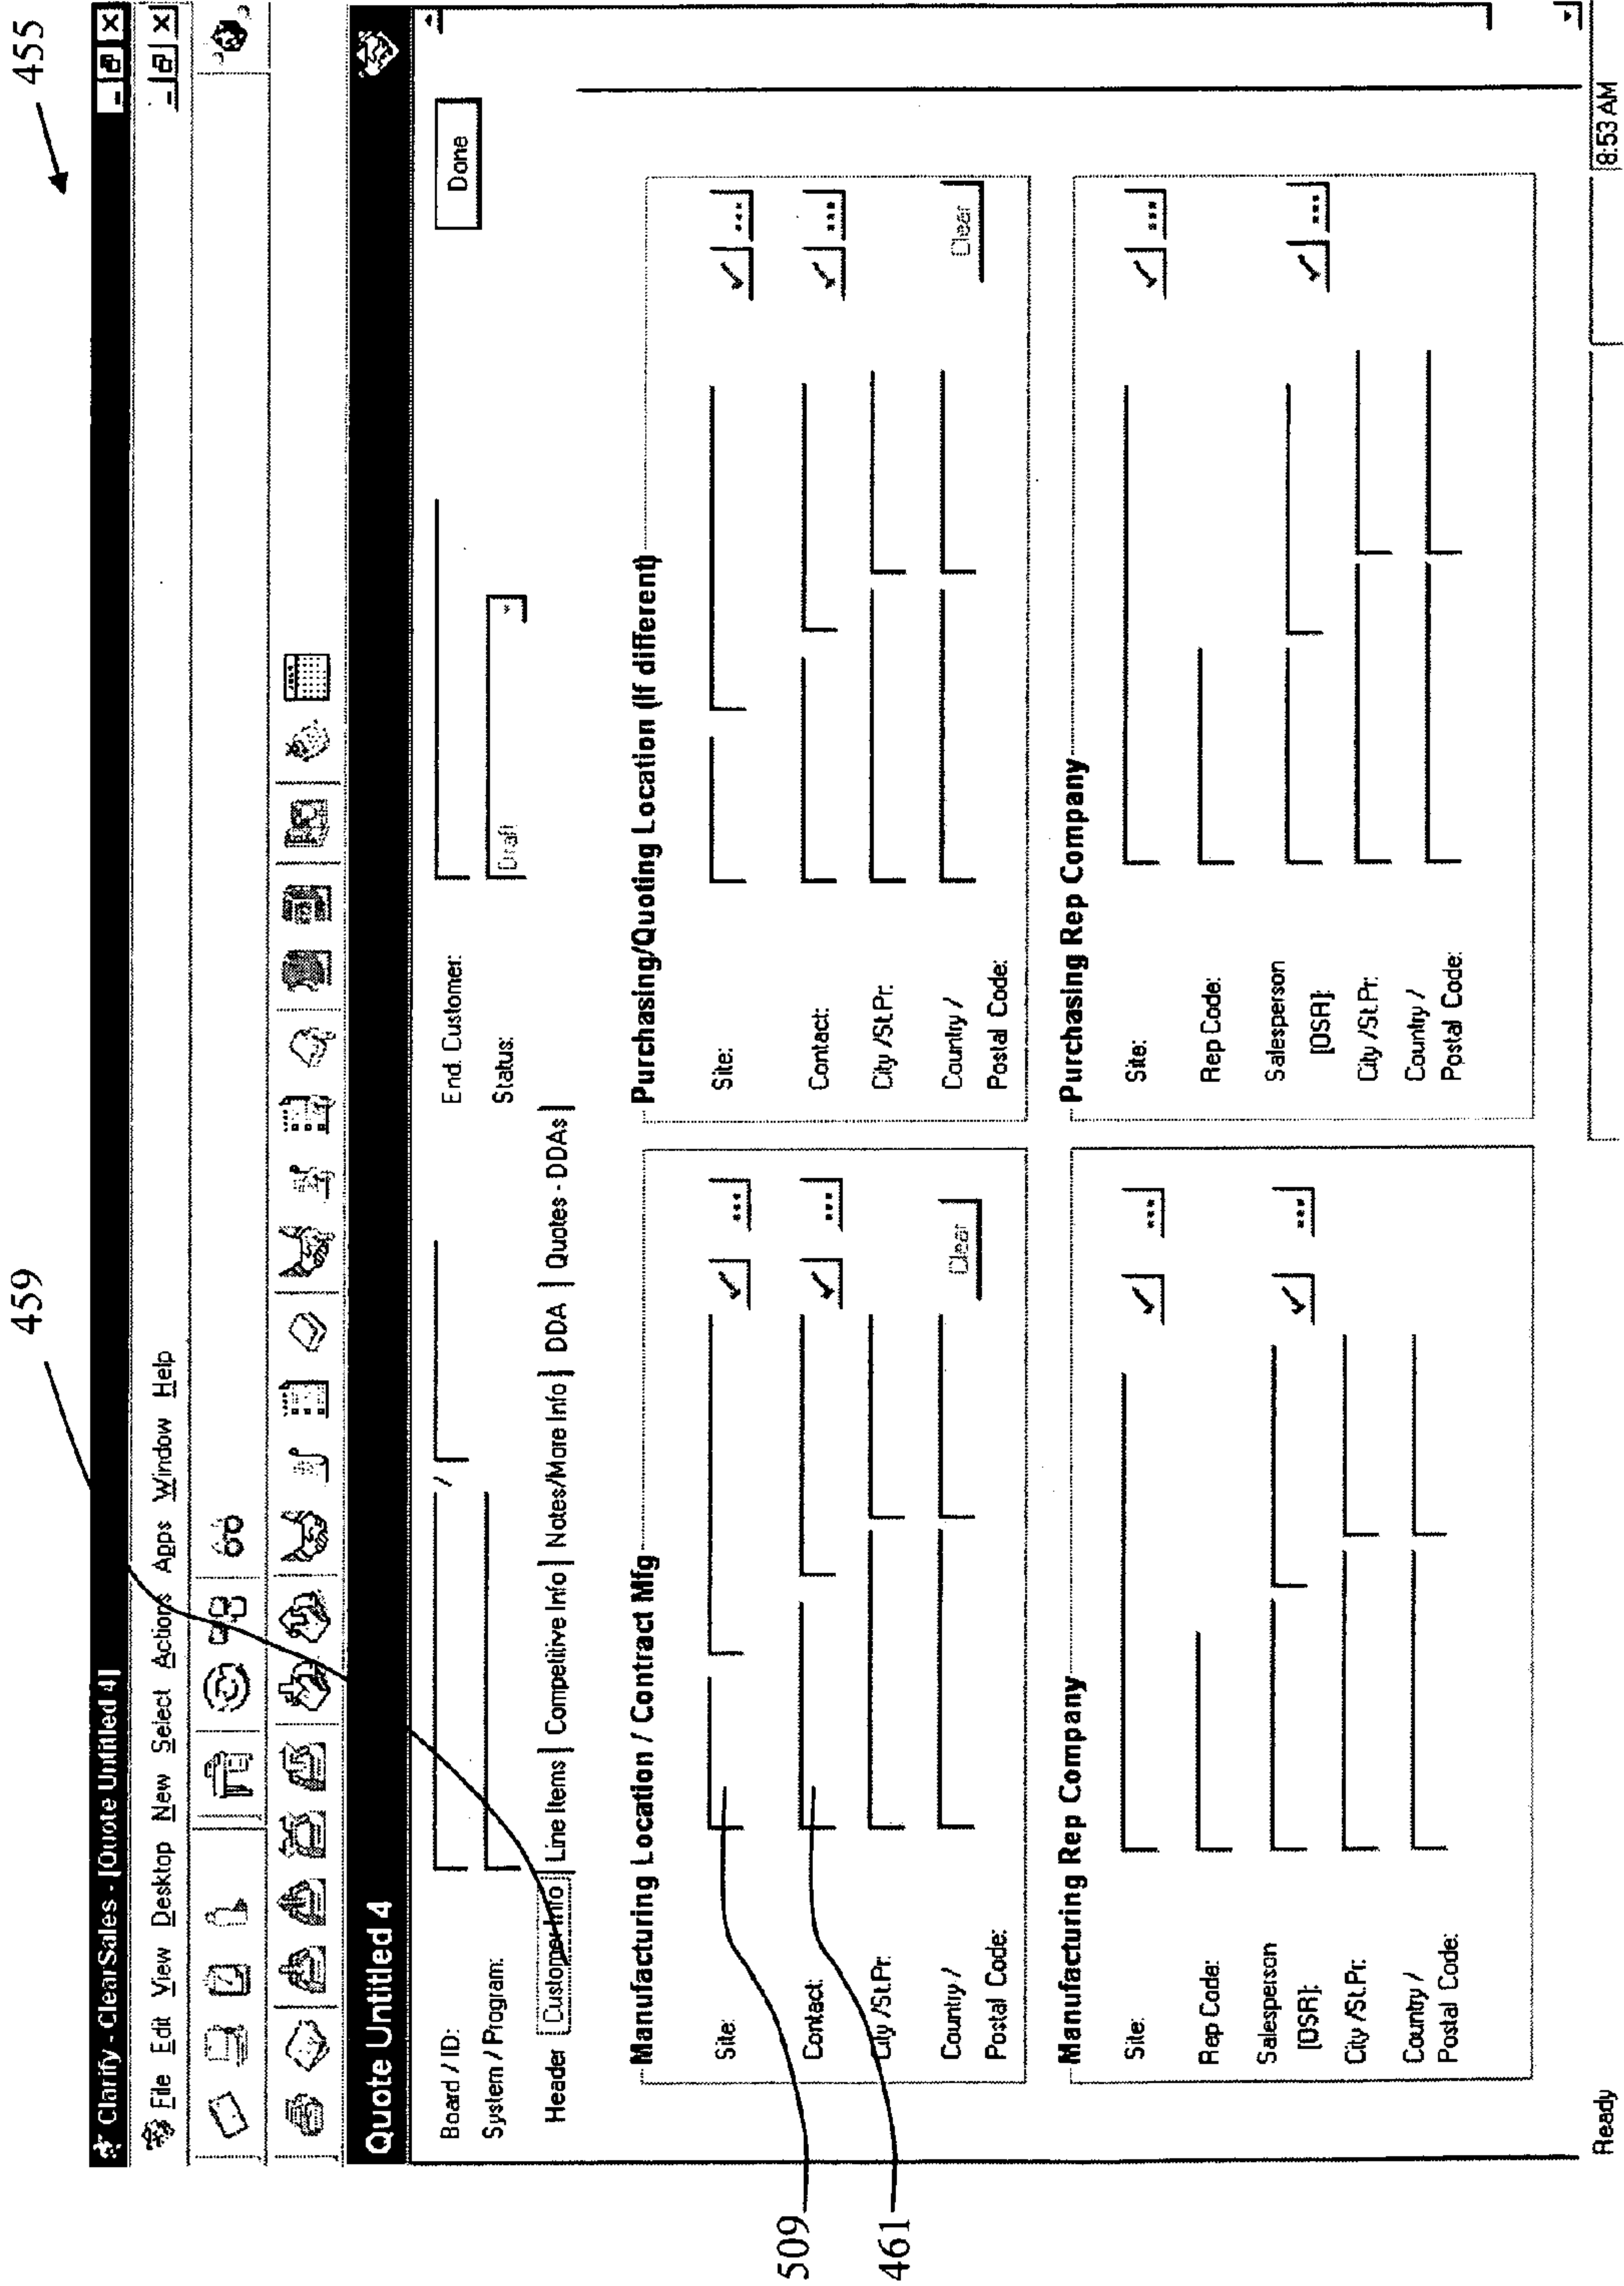 455
459
Clarify - ClearSales - [Quote Untitled 4]
File Edit View Desktop New Select Actions Apps Window Help
Quote Untitled 4
Board / ID: / End. Customer: Done
System / Program: Status: Draft
Header Customer Info Line Items Competitive Info Notes/More Info DDA Quotes - DDAs
Manufacturing Location / Contract Mfg
Site: ...
Contact: ...
City /St.Pr:
Country /
Postal Code:
Clear
Purchasing/Quoting Location (If different)
Site: ...
Contact: ...
City /St.Pr:
Country /
Postal Code:
Clear
Manufacturing Rep Company
Site: ...
Rep Code:
Salesperson
[DSR]: ...
City /St.Pr:
Country /
Postal Code:
Purchasing Rep Company
Site: ...
Rep Code:
Salesperson
[DSR]: ...
City /St.Pr:
Country /
Postal Code:
509
461
Ready 8:53 AM